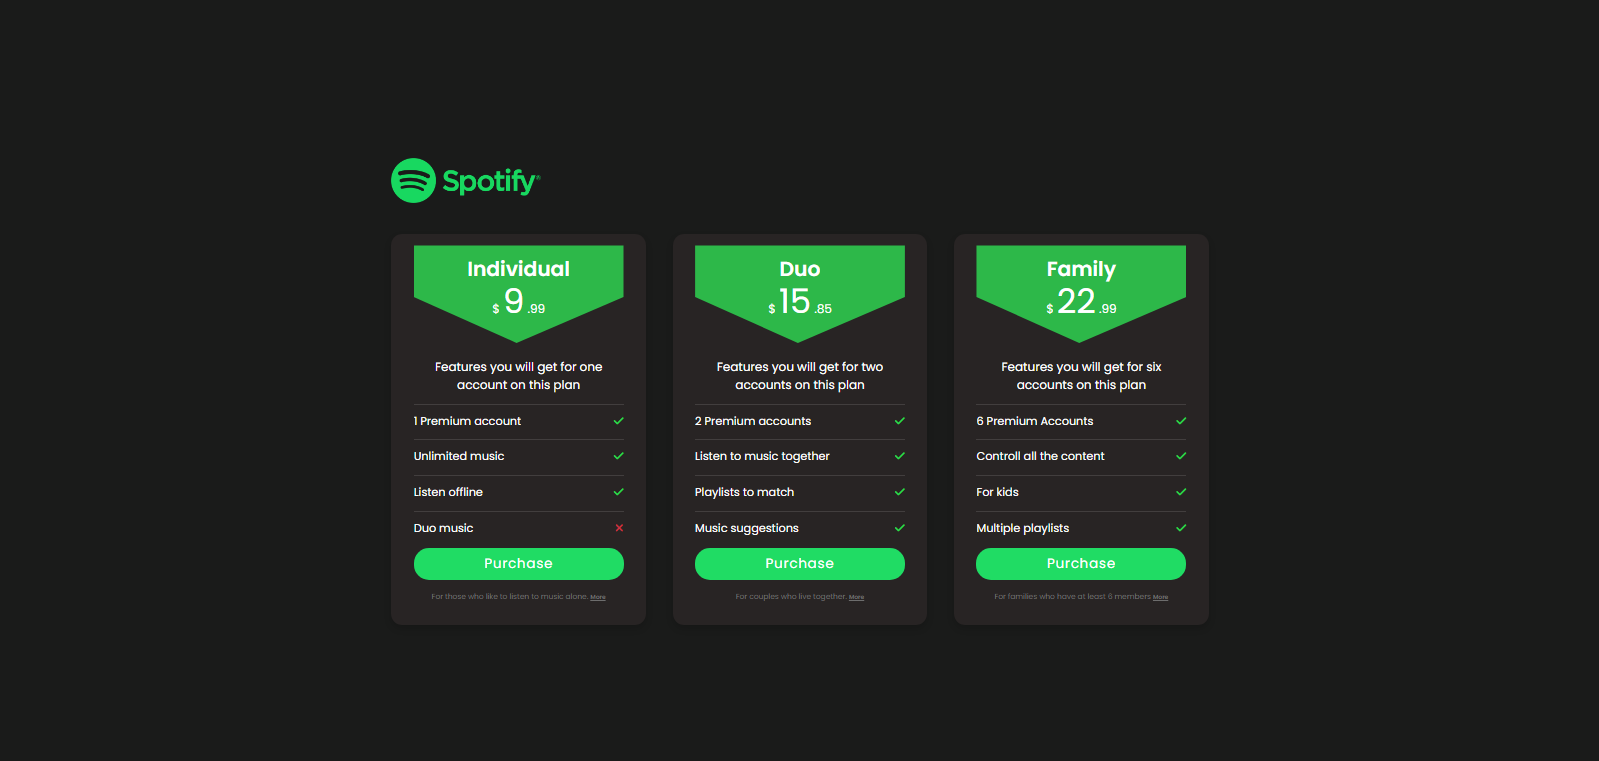 Spotify®
Individual
$ 9 .99
Features you will get for one
account on this plan
1 Premium account
Unlimited music
Listen offline
Duo music
Purchase
For those who like to listen to music alone. More
Duo
$ 15 .85
Features you will get for two
accounts on this plan
2 Premium accounts
Listen to music together
Playlists to match
Music suggestions
Purchase
For couples who live together. More
Family
$ 22 .99
Features you will get for six
accounts on this plan
6 Premium Accounts
Controll all the content
For kids
Multiple playlists
Purchase
For families who have at least 6 members More